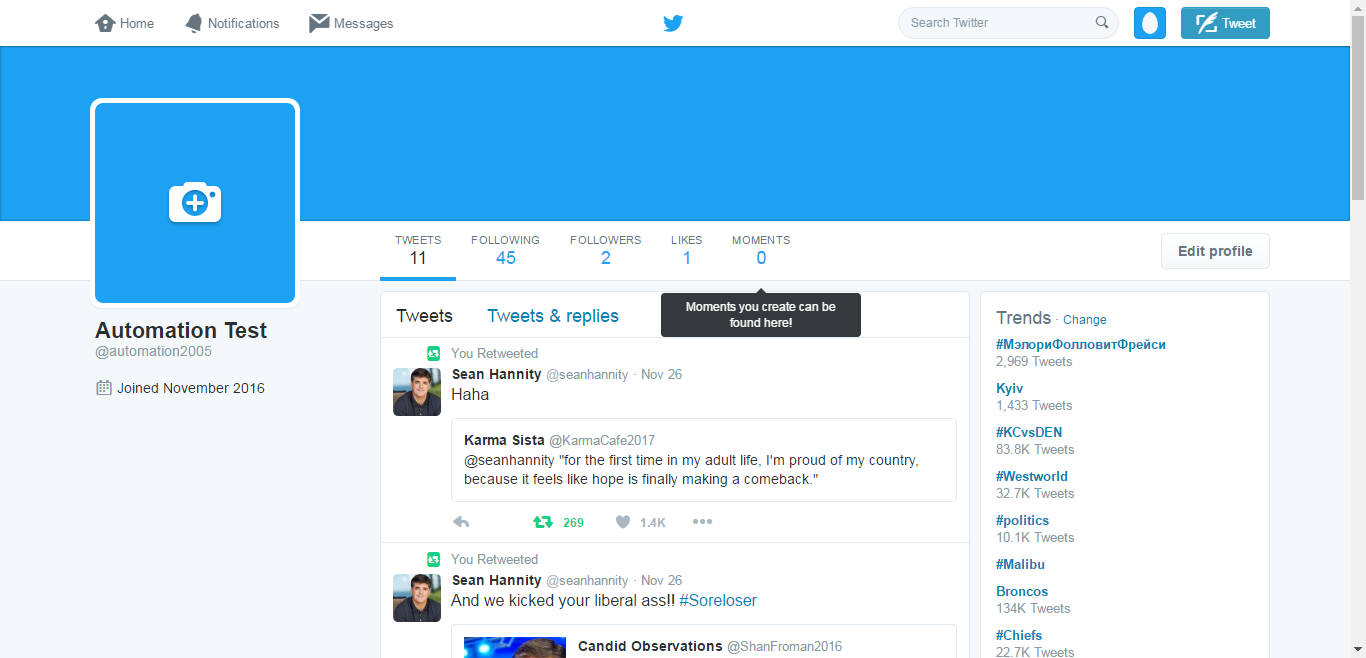 Home
Notifications
Messages
Search Twitter
Tweet
TWEETS
11
FOLLOWING
45
FOLLOWERS
2
LIKES
1
MOMENTS
0
Edit profile
Moments you create can be
found here!
Automation Test
@automation2005
Joined November 2016
Tweets
Tweets & replies
You Retweeted
Sean Hannity @seanhannity · Nov 26
Haha
Karma Sista @KarmaCafe2017
@seanhannity "for the first time in my adult life, I'm proud of my country,
because it feels like hope is finally making a comeback."
269
1.4K
You Retweeted
Sean Hannity @seanhannity · Nov 26
And we kicked your liberal ass!! #Soreloser
Candid Observations @ShanFroman2016
Trends · Change
#МэлориФолловитФрейси
2,969 Tweets
Kyiv
1,433 Tweets
#KCvsDEN
83.8K Tweets
#Westworld
32.7K Tweets
#politics
10.1K Tweets
#Malibu
Broncos
134K Tweets
#Chiefs
22.7K Tweets